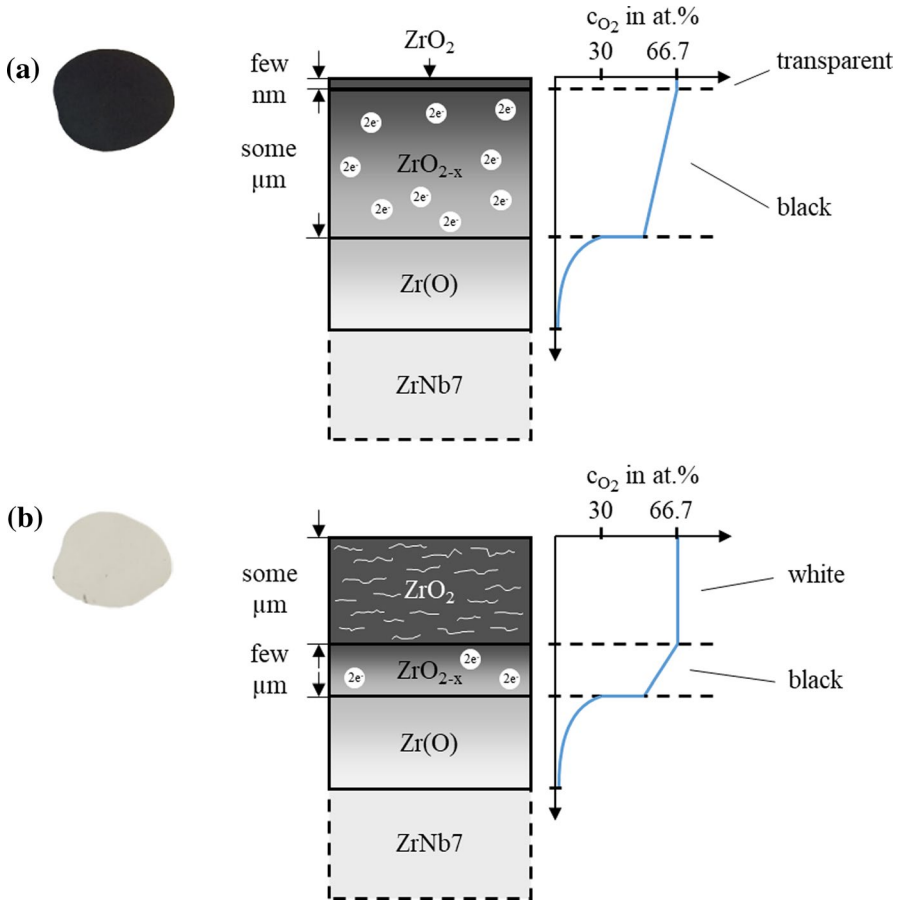 (a)
ZrO₂
few
nm
some
μm
2e⁻
2e⁻
2e⁻
2e⁻
2e⁻
2e⁻
2e⁻
2e⁻
2e⁻
ZrO₂₋ₓ
Zr(O)
ZrNb7
c_O₂ in at.%
30 66.7
transparent
black
(b)
some
μm
few
μm
ZrO₂
ZrO₂₋ₓ
2e⁻
2e⁻
2e⁻
Zr(O)
ZrNb7
c_O₂ in at.%
30 66.7
white
black